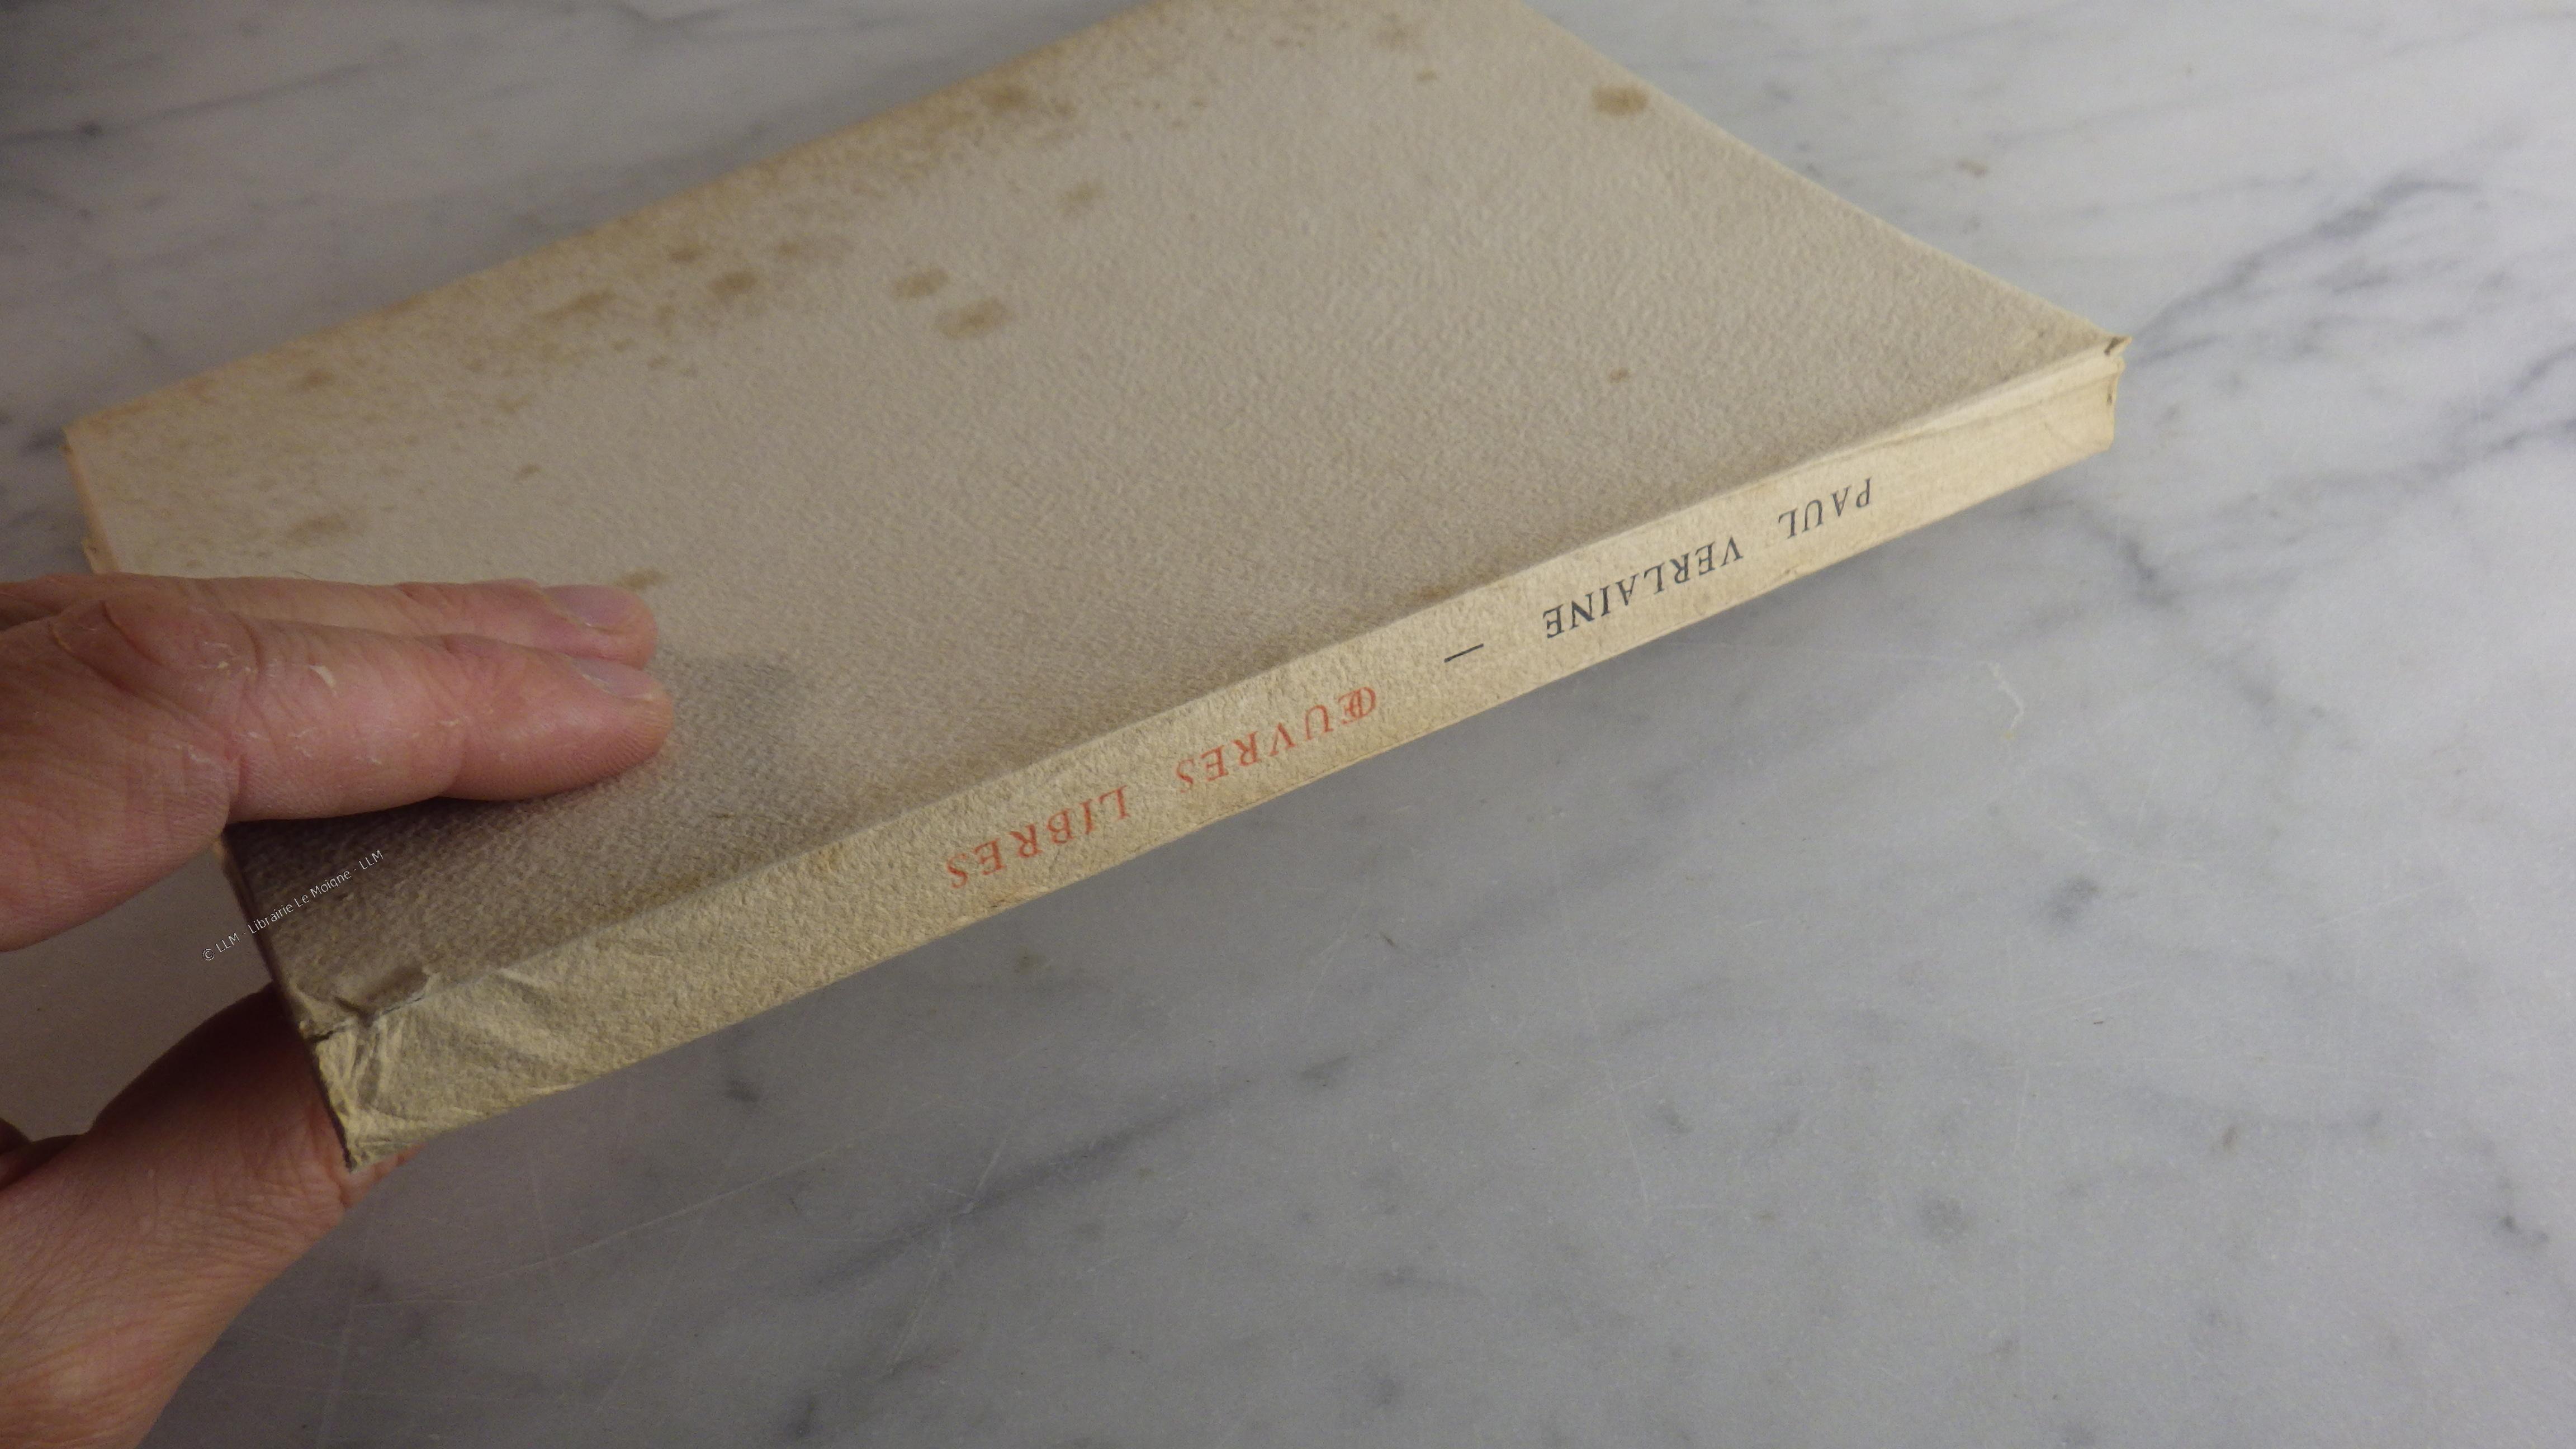 PAUL VERLAINE — ŒUVRES LIBRES
© LLM - Librairie Le Moigne - LLM